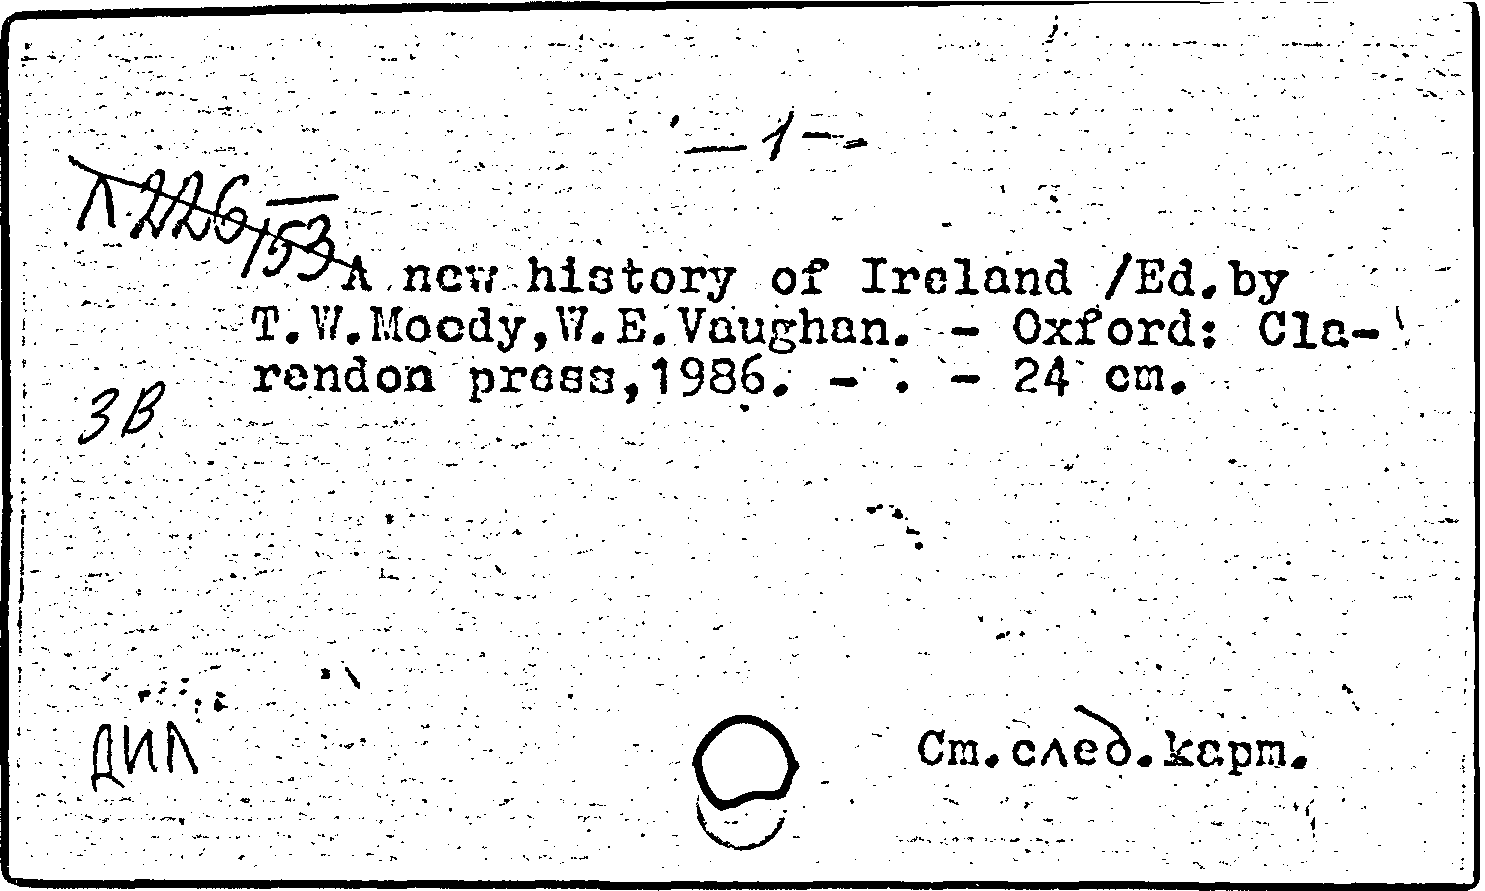 — 1 —
Л 226
153
A new history of Ireland /Ed.by
T.W.Moody,W.E.Vaughan. - Oxford: Cla-
rendon press,1986. - . - 24 cm.
3В
ДИЛ
См.след.карт.